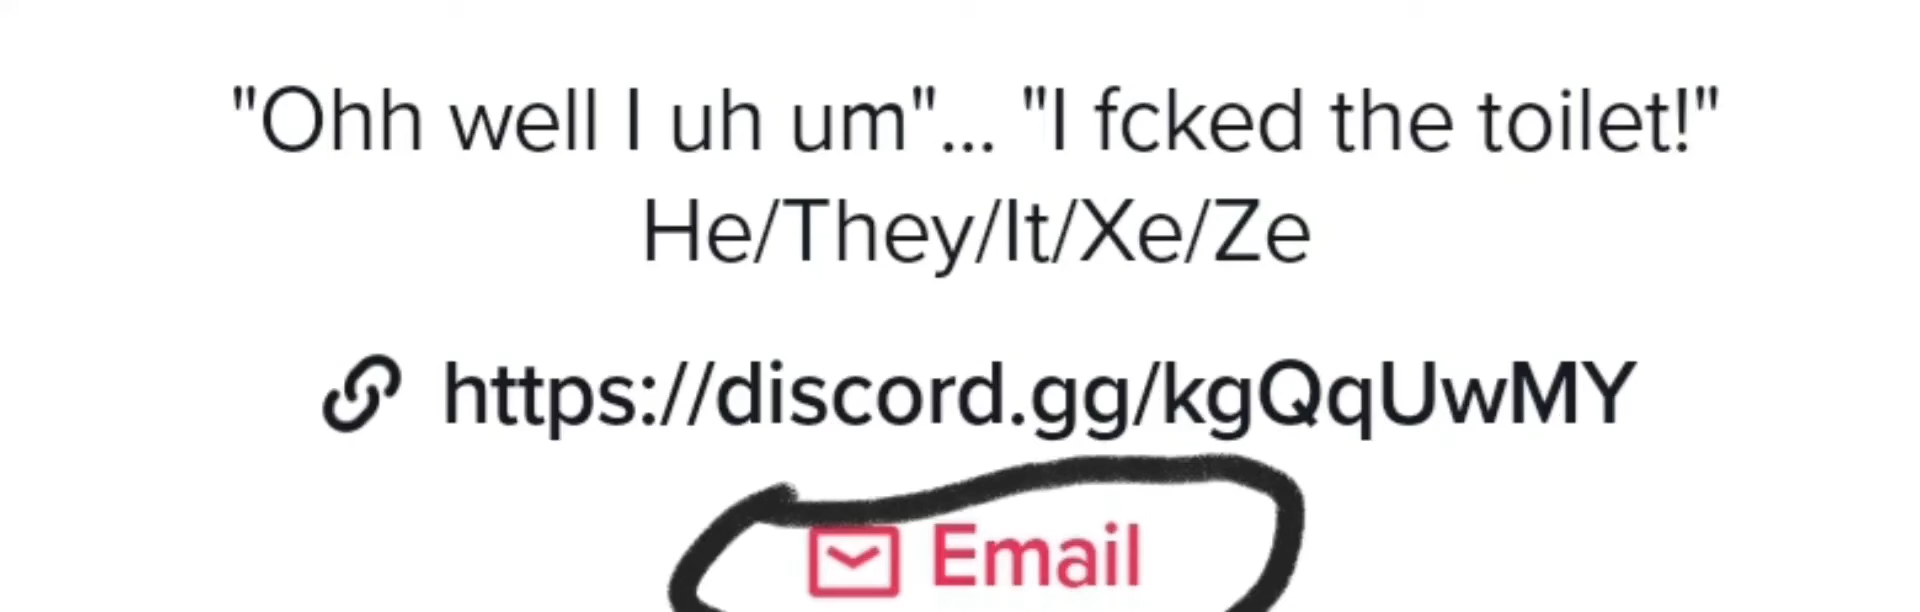 "Ohh well I uh um"... "I fcked the toilet!"
He/They/It/Xe/Ze
https://discord.gg/kgQqUwMY
Email